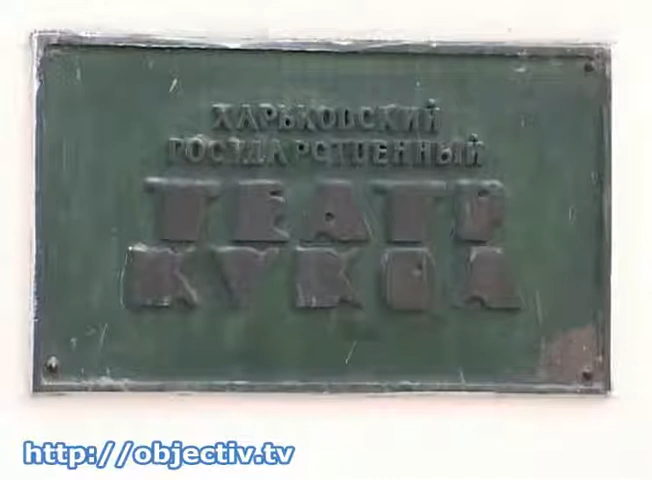 ХАРЬКОВСКИЙ
ГОСУДАРСТВЕННЫЙ
ТЕАТР
КУКОЛ
http://objectiv.tv